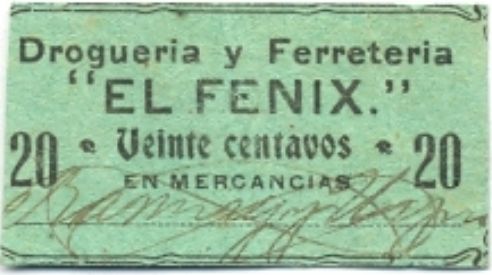 Drogueria y Ferreteria
"EL FENIX."
20 • Veinte centavos • 20
EN MERCANCIAS